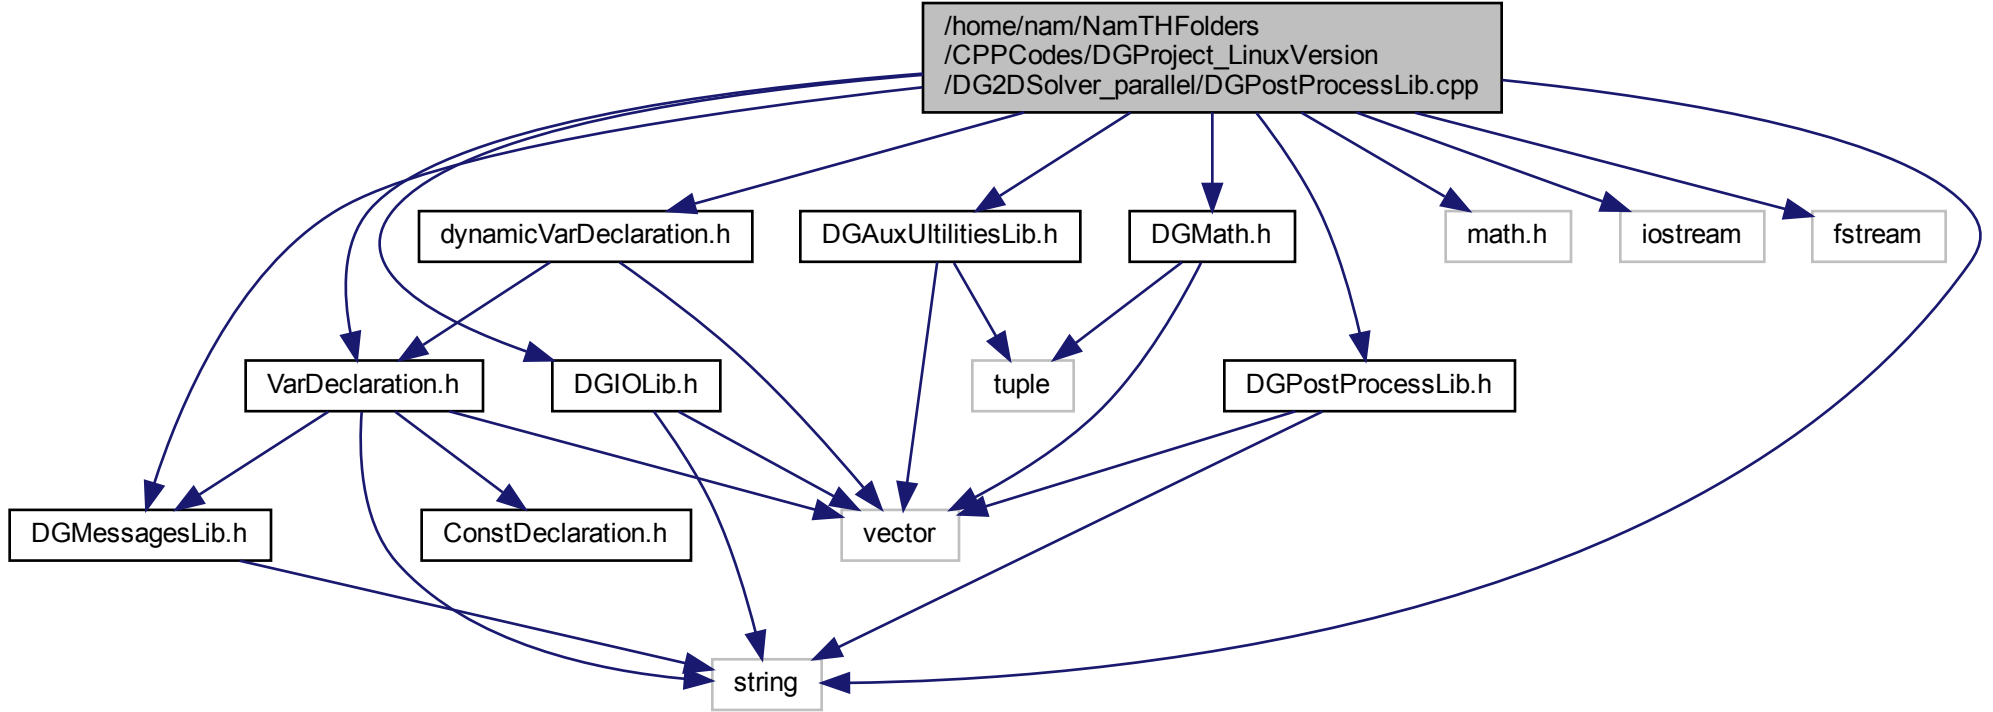 /home/nam/NamTHFolders
/CPPCodes/DGProject_LinuxVersion
/DG2DSolver_parallel/DGPostProcessLib.cpp
dynamicVarDeclaration.h
DGAuxUltilitiesLib.h
DGMath.h
math.h
iostream
fstream
VarDeclaration.h
DGIOLib.h
tuple
DGPostProcessLib.h
DGMessagesLib.h
ConstDeclaration.h
vector
string